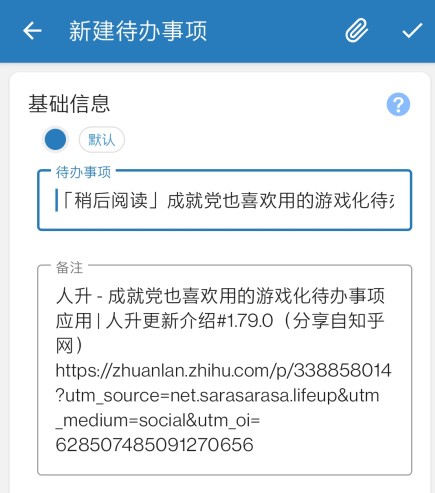 新建待办事项
基础信息
?
默认
待办事项
「稍后阅读」成就党也喜欢用的游戏化待
备注
人升 - 成就党也喜欢用的游戏化待办事项
应用 | 人升更新介绍#1.79.0（分享自知乎
网）
https://zhuanlan.zhihu.com/p/338858014
?utm_source=net.sarasarasa.lifeup&utm
_medium=social&utm_oi=
628507485091270656